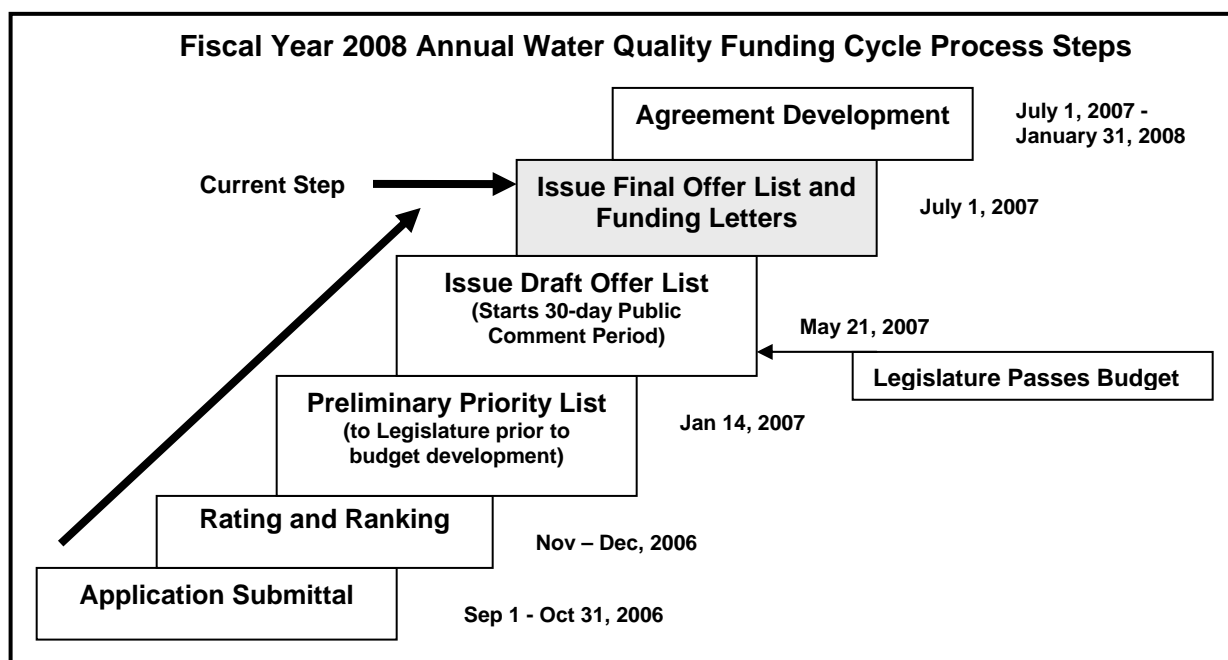 Fiscal Year 2008 Annual Water Quality Funding Cycle Process Steps
Agreement Development
July 1, 2007 -
January 31, 2008
Current Step
Issue Final Offer List and
Funding Letters
July 1, 2007
Issue Draft Offer List
(Starts 30-day Public
Comment Period)
May 21, 2007
Legislature Passes Budget
Preliminary Priority List
(to Legislature prior to
budget development)
Jan 14, 2007
Rating and Ranking
Nov – Dec, 2006
Application Submittal
Sep 1 - Oct 31, 2006